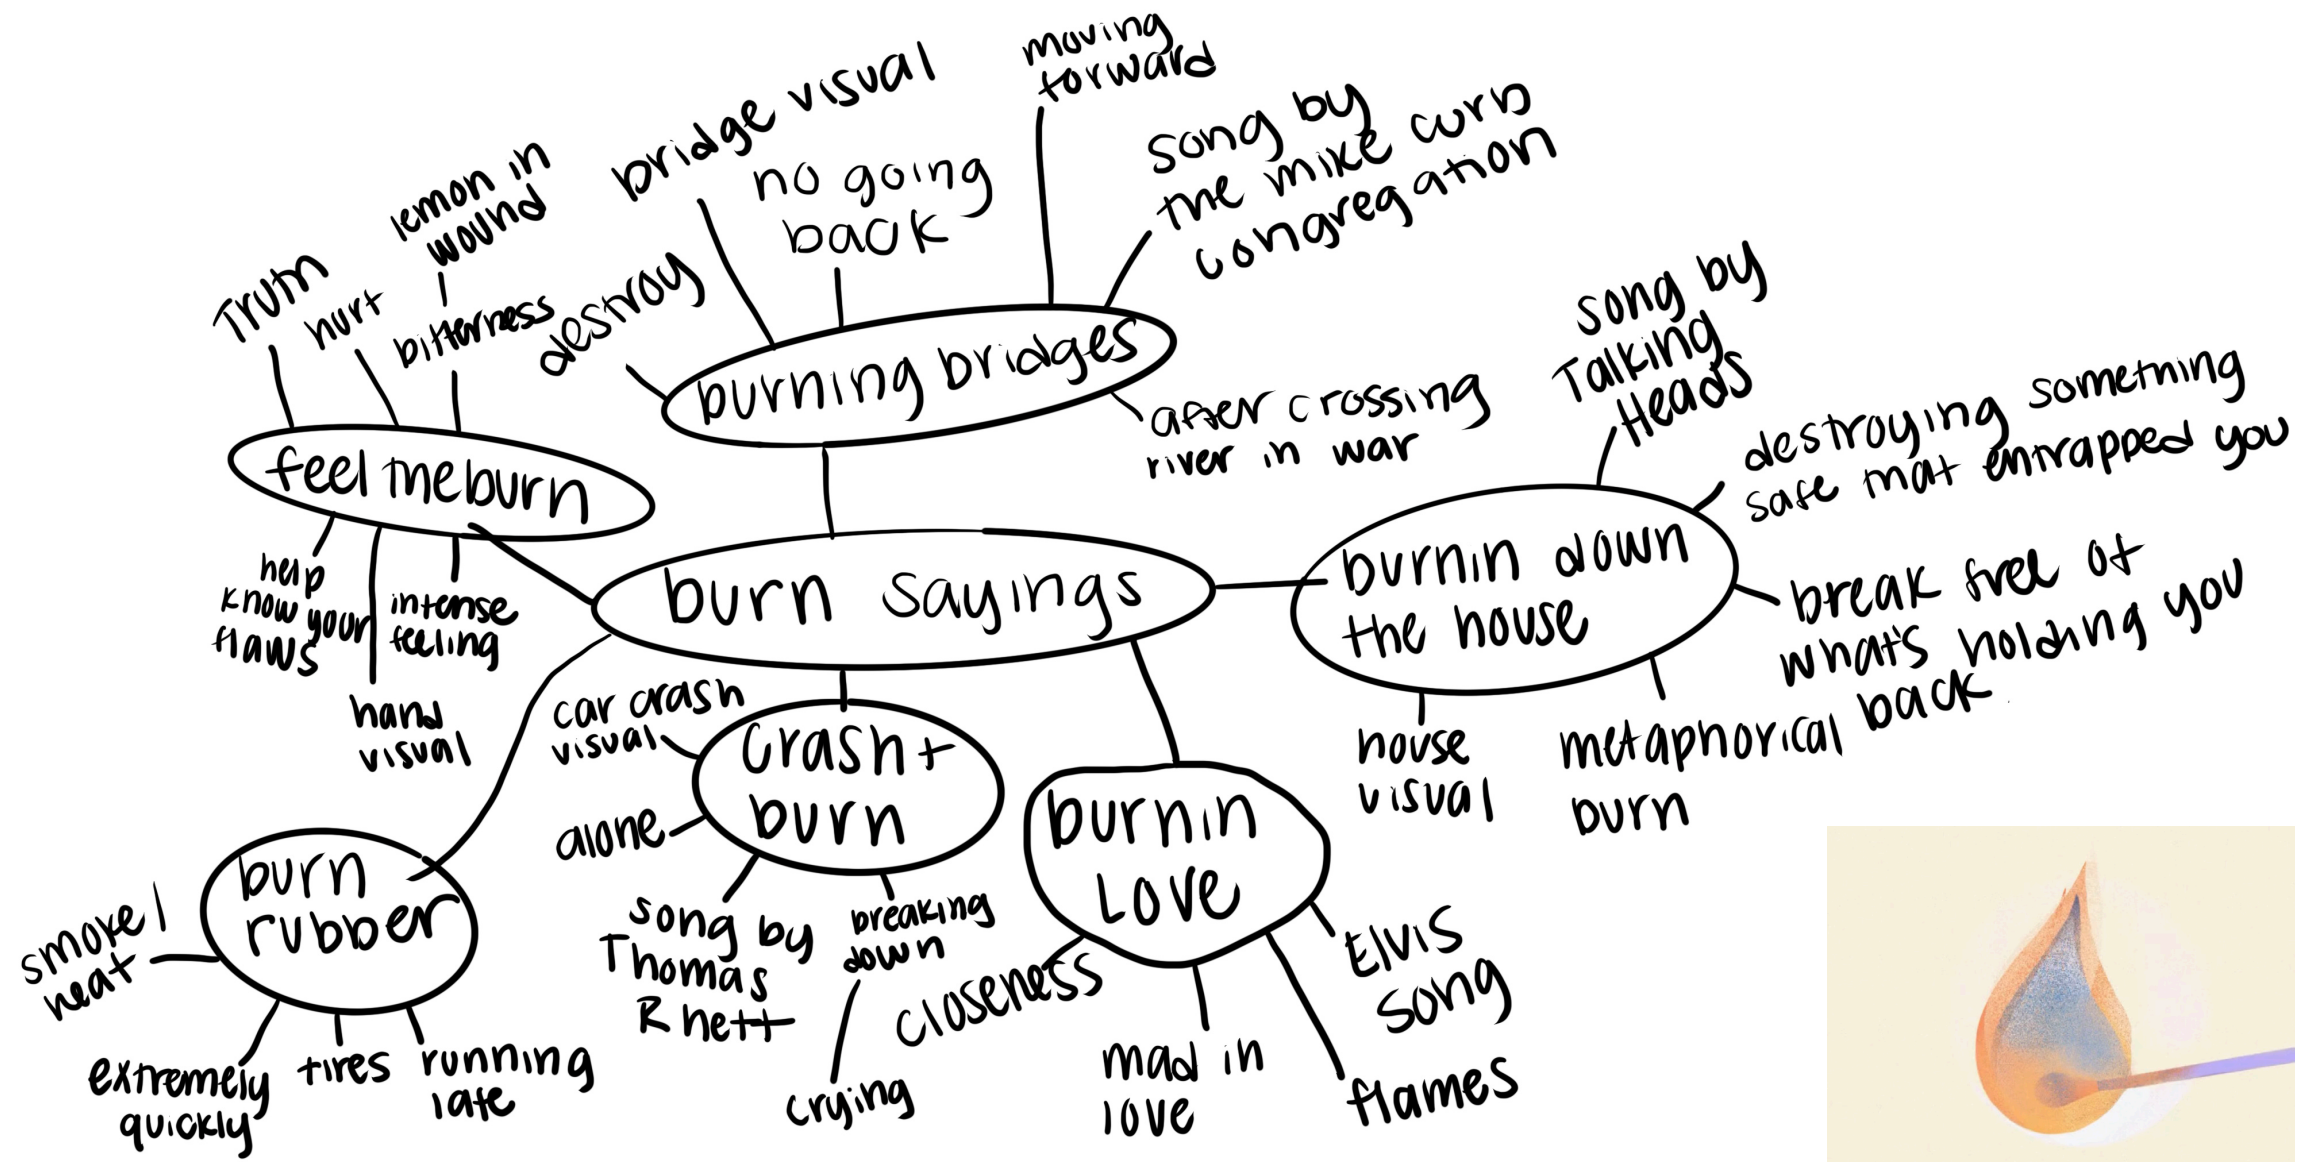 moving
forward
bridge visual
song by
the mike curb
congregation
no going
back
lemon in
wound
Truth
hurt
bitterness
destroy
burning bridges
after crossing
river in war
song by
Talking
Heads
destroying something
safe that entrapped you
feel the burn
help
know your
flaws
intense
feeling
hand
visual
burn sayings
burnin down
the house
break free of
what's holding you
back
house
visual
metaphorical
burn
car crash
visual
crash +
burn
alone
song by
Thomas
Rhett
breaking
down
crying
burnin
Love
closeness
mad in
love
Elvis
song
flames
burn
rubber
smoke/
heat
extremely
quickly
tires
running
late